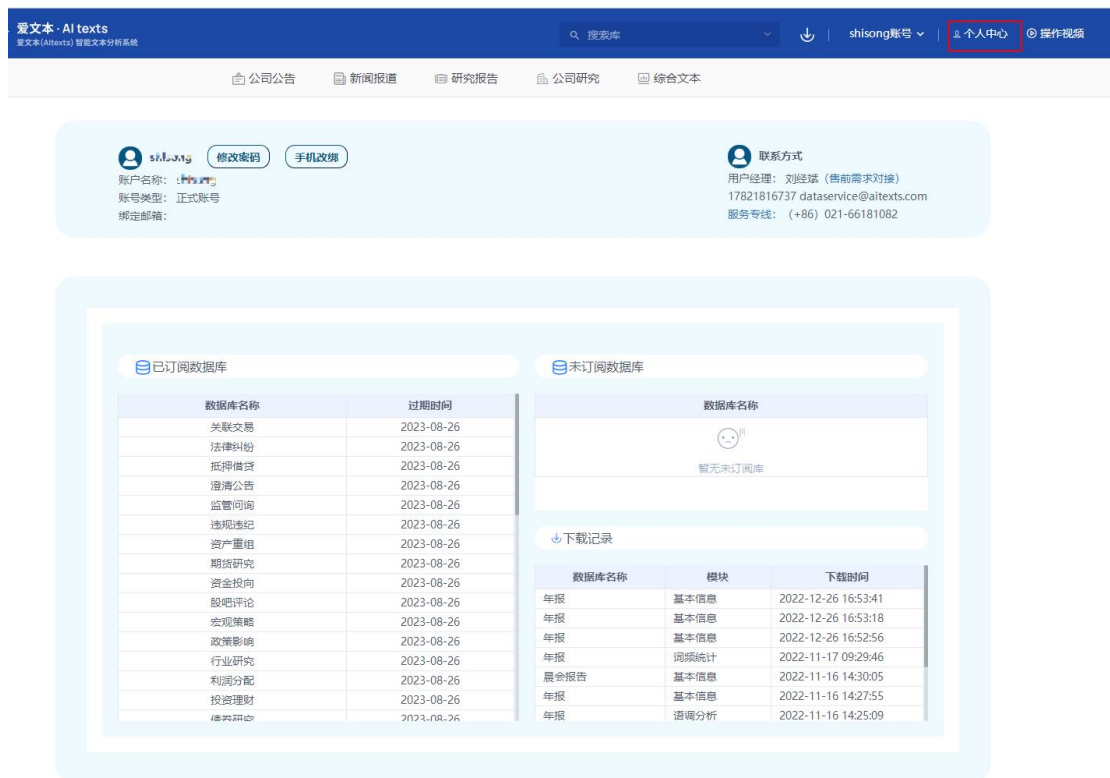 爱文本 · AI texts
爱文本(AItexts) 智能文本分析系统
搜索库
shisong账号
个人中心
操作视频
公司公告 新闻报道 研究报告 公司研究 综合文本
修改密码 手机改绑
账户名称:
账号类型: 正式账号
绑定邮箱:
联系方式
用户经理: 刘经斌 (售前需求对接)
17821816737 dataservice@aitexts.com
服务专线: (+86) 021-66181082
已订阅数据库
数据库名称 过期时间
关联交易 2023-08-26
法律纠纷 2023-08-26
抵押借贷 2023-08-26
澄清公告 2023-08-26
监管问询 2023-08-26
违规违纪 2023-08-26
资产重组 2023-08-26
期货研究 2023-08-26
资金投向 2023-08-26
股吧评论 2023-08-26
宏观策略 2023-08-26
政策影响 2023-08-26
行业研究 2023-08-26
利润分配 2023-08-26
投资理财 2023-08-26
债券研究 2023-08-26
未订阅数据库
数据库名称
暂无未订阅库
下载记录
数据库名称 模块 下载时间
年报 基本信息 2022-12-26 16:53:41
年报 基本信息 2022-12-26 16:53:18
年报 基本信息 2022-12-26 16:52:56
年报 词频统计 2022-11-17 09:29:46
晨会报告 基本信息 2022-11-16 14:30:05
年报 基本信息 2022-11-16 14:27:55
年报 语调分析 2022-11-16 14:25:09